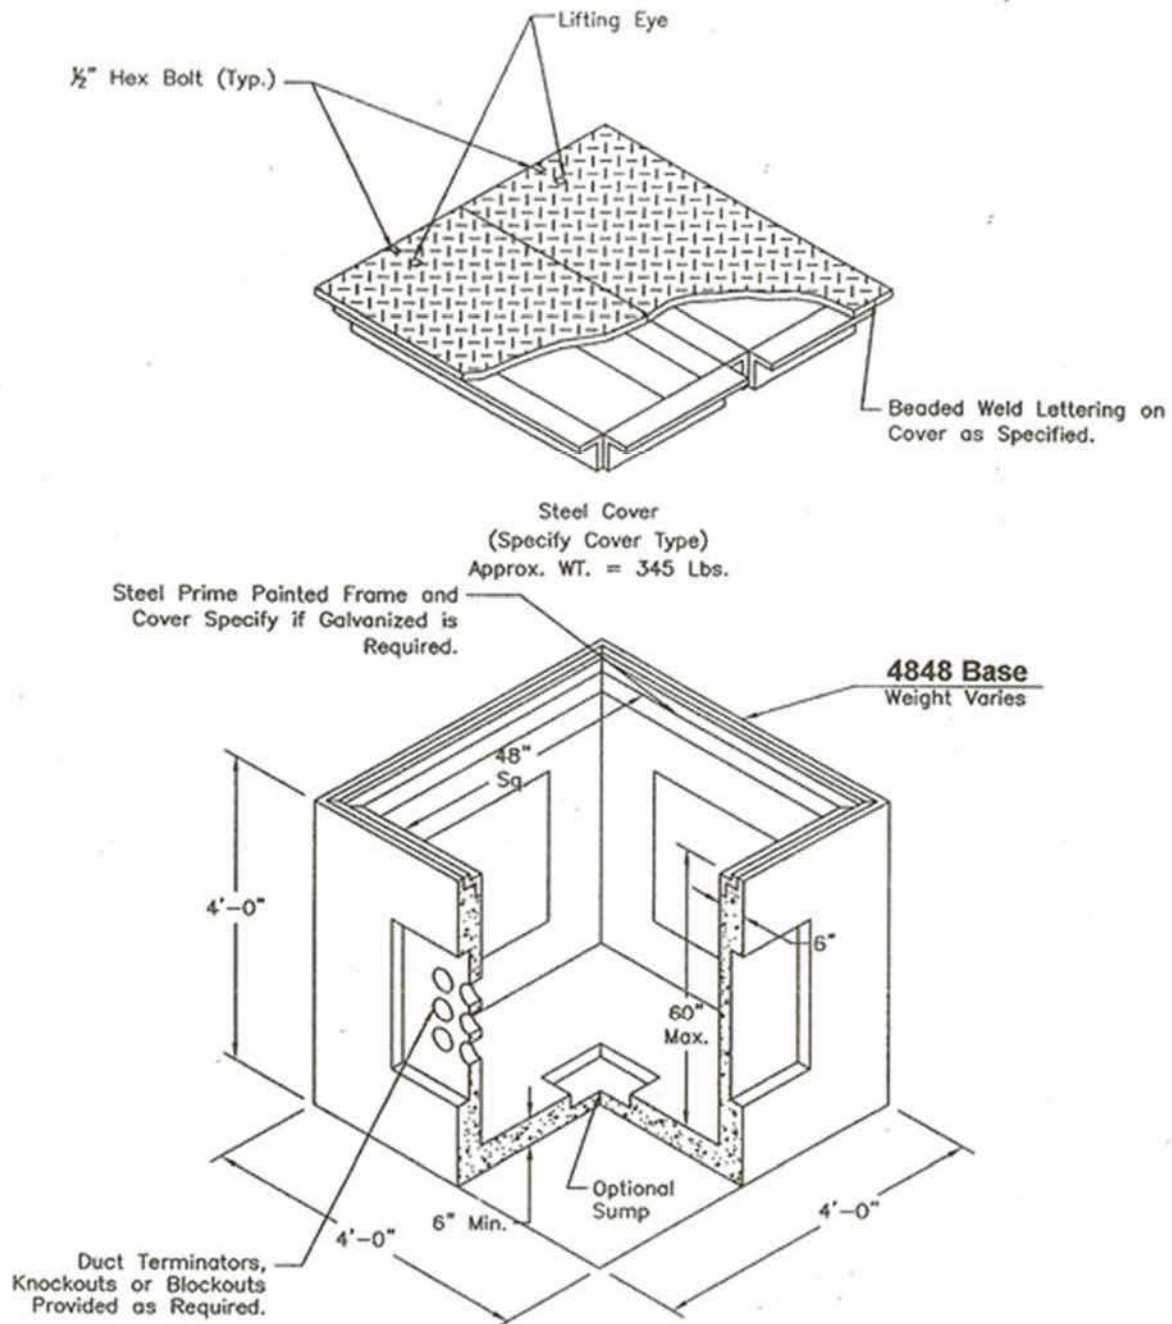 Lifting Eye
½" Hex Bolt (Typ.)
Beaded Weld Lettering on
Cover as Specified.
Steel Cover
(Specify Cover Type)
Approx. WT. = 345 Lbs.
Steel Prime Painted Frame and
Cover Specify if Galvanized is
Required.
4848 Base
Weight Varies
48"
Sq
4'-0"
6"
60"
Max.
Optional
Sump
6" Min.
4'-0"
4'-0"
Duct Terminators,
Knockouts or Blockouts
Provided as Required.